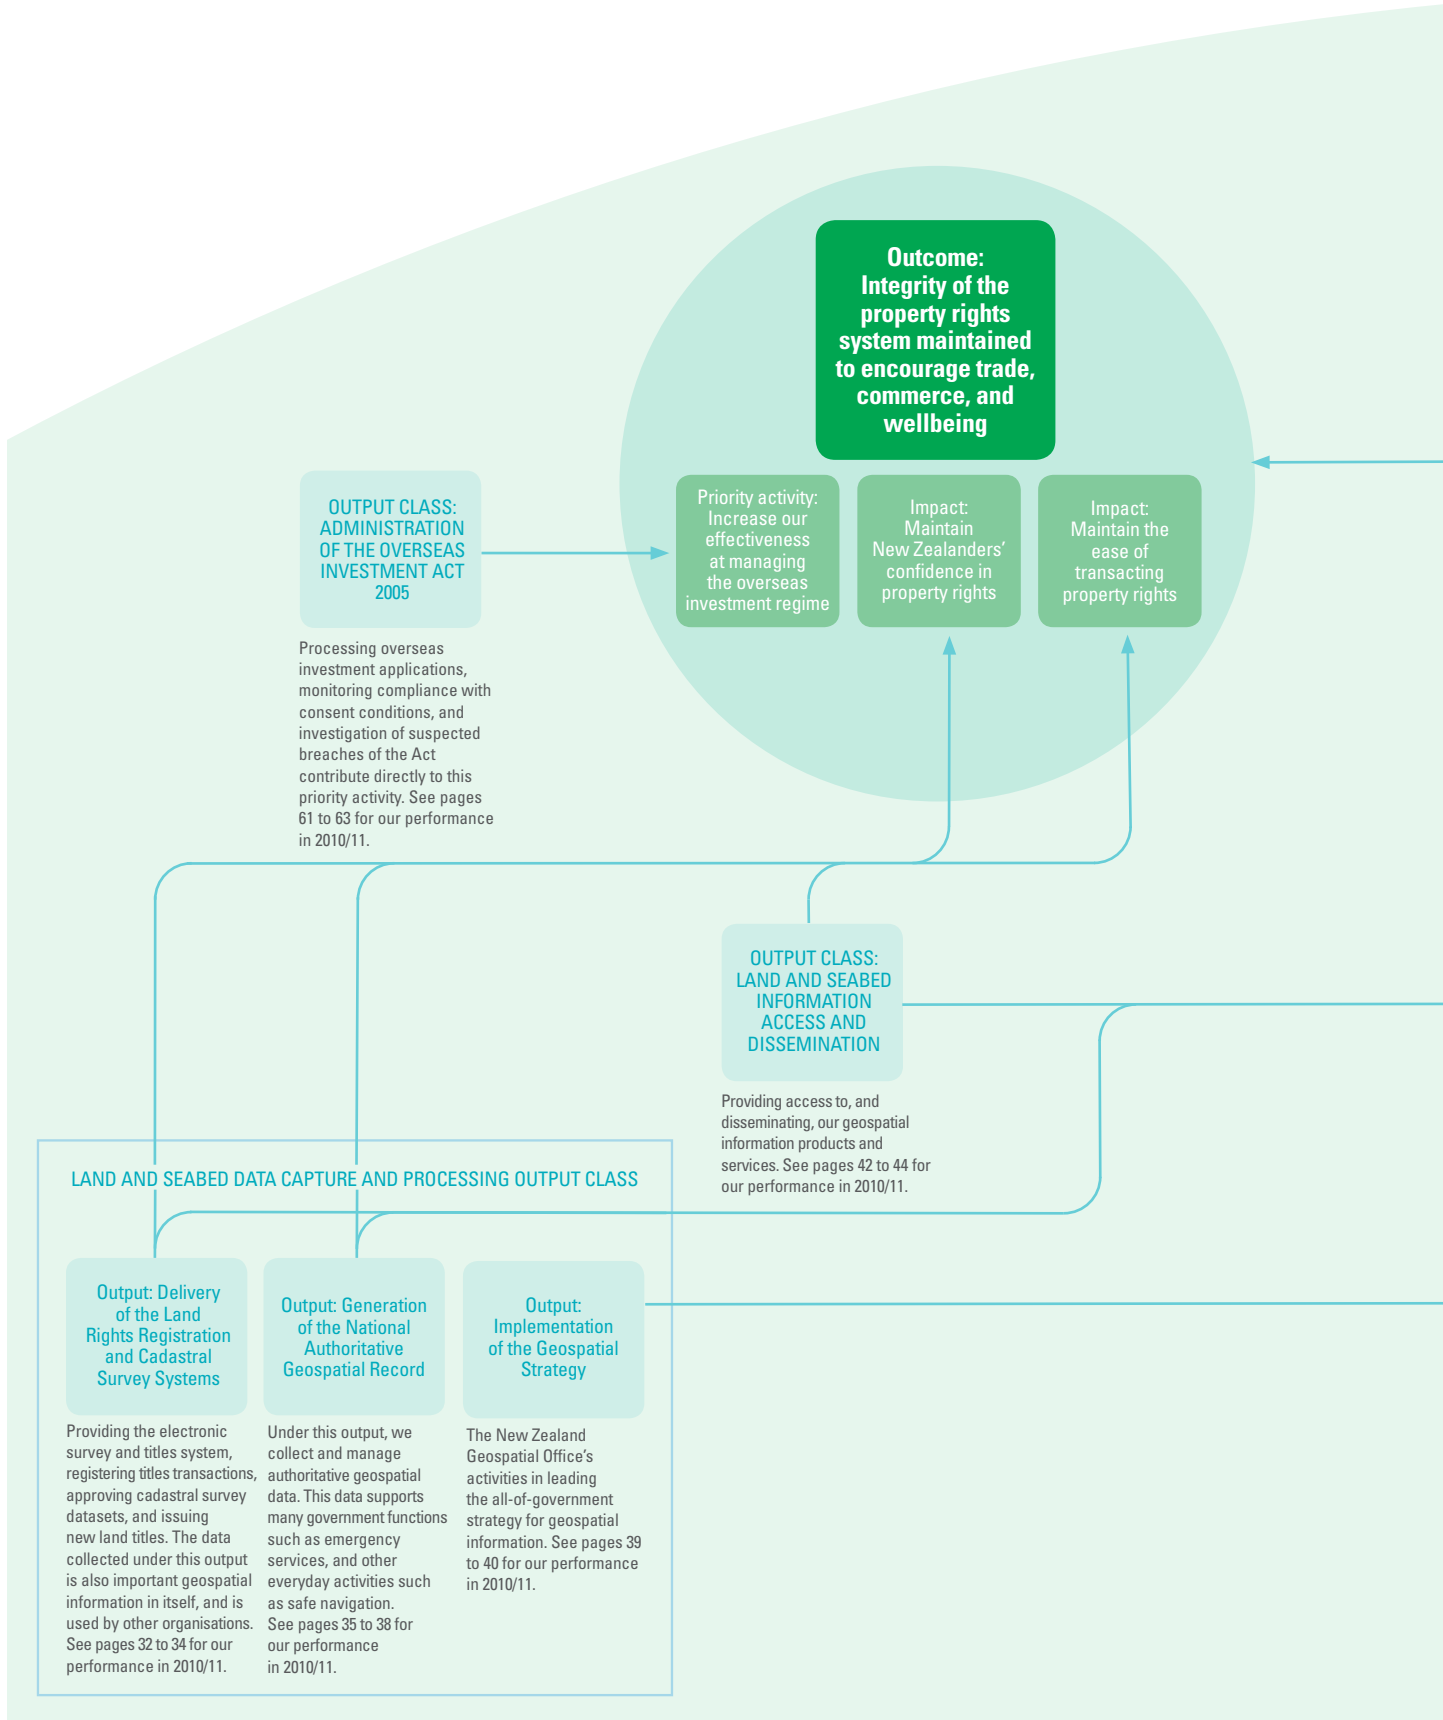 Outcome:
Integrity of the
property rights
system maintained
to encourage trade,
commerce, and
wellbeing
OUTPUT CLASS:
ADMINISTRATION
OF THE OVERSEAS
INVESTMENT ACT
2005
Priority activity:
Increase our
effectiveness
at managing
the overseas
investment regime
Impact:
Maintain
New Zealanders’
confidence in
property rights
Impact:
Maintain the
ease of
transacting
property rights
Processing overseas
investment applications,
monitoring compliance with
consent conditions, and
investigation of suspected
breaches of the Act
contribute directly to this
priority activity. See pages
61 to 63 for our performance
in 2010/11.
OUTPUT CLASS:
LAND AND SEABED
INFORMATION
ACCESS AND
DISSEMINATION
Providing access to, and
disseminating, our geospatial
information products and
services. See pages 42 to 44 for
our performance in 2010/11.
LAND AND SEABED DATA CAPTURE AND PROCESSING OUTPUT CLASS
Output: Delivery
of the Land
Rights Registration
and Cadastral
Survey Systems
Output: Generation
of the National
Authoritative
Geospatial Record
Output:
Implementation
of the Geospatial
Strategy
Providing the electronic
survey and titles system,
registering titles transactions,
approving cadastral survey
datasets, and issuing
new land titles. The data
collected under this output
is also important geospatial
information in itself, and is
used by other organisations.
See pages 32 to 34 for our
performance in 2010/11.
Under this output, we
collect and manage
authoritative geospatial
data. This data supports
many government functions
such as emergency
services, and other
everyday activities such
as safe navigation.
See pages 35 to 38 for
our performance
in 2010/11.
The New Zealand
Geospatial Office’s
activities in leading
the all-of-government
strategy for geospatial
information. See pages 39
to 40 for our performance
in 2010/11.